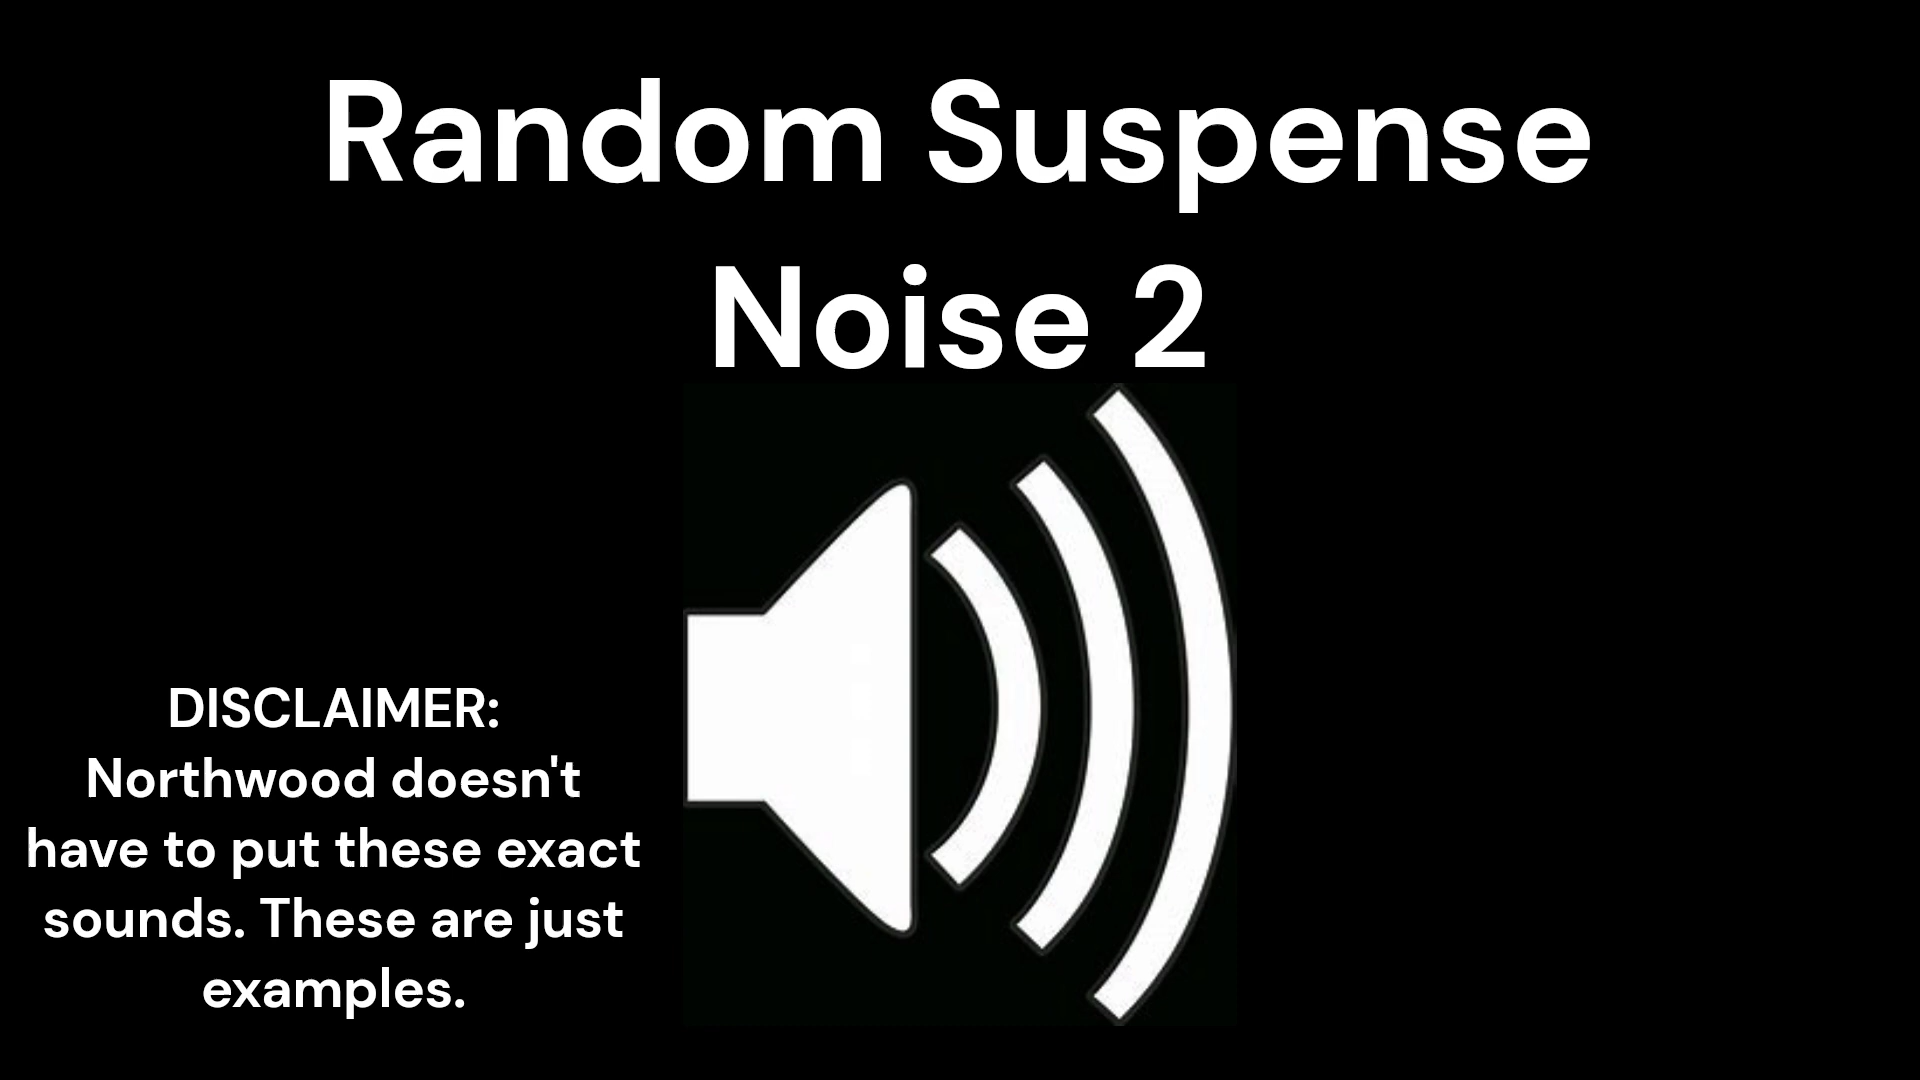 Random Suspense
Noise 2
DISCLAIMER:
Northwood doesn't
have to put these exact
sounds. These are just
examples.